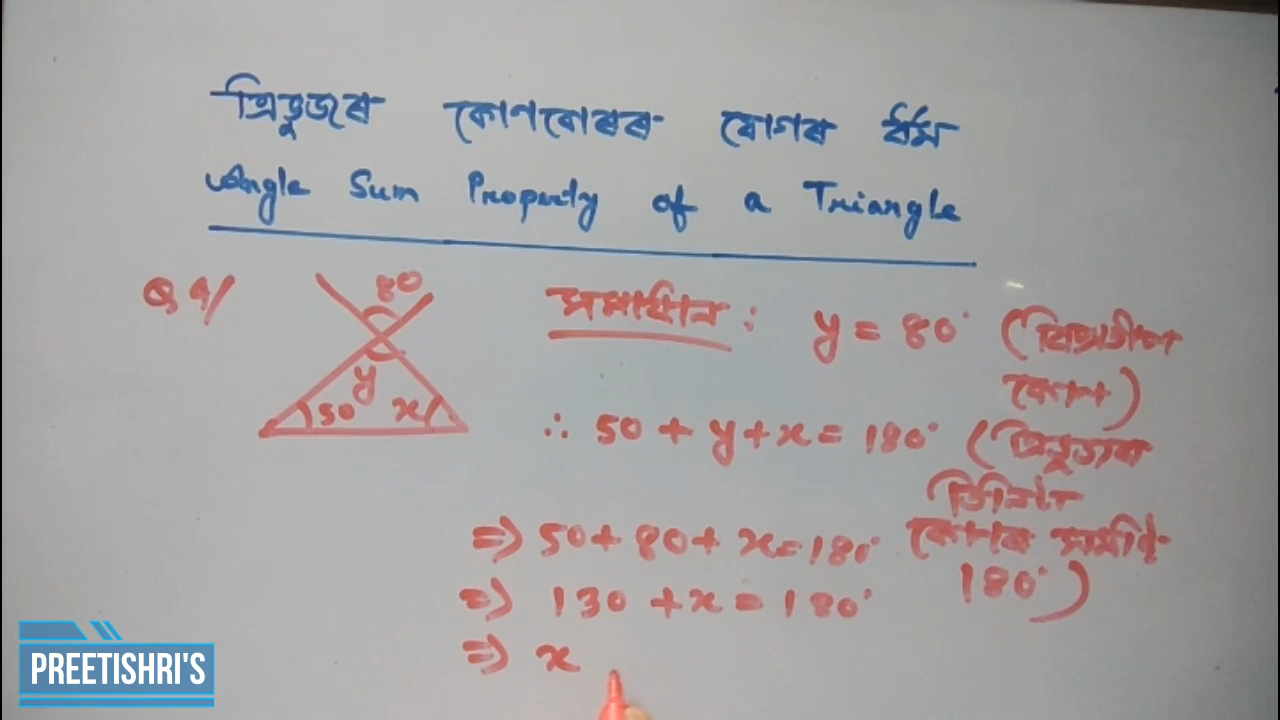 ত্ৰিভুজৰ কোণবোৰৰ যোগৰ ধৰ্ম
Angle Sum Property of a Triangle
Q 9/
80
y
50 x
সমাধান : y = 80° (বিপ্ৰতীপ
কোণ)
∴ 50 + y + x = 180° (ত্ৰিভুজৰ
তিনিটা
⇒ 50 + 80 + x = 180° কোণৰ সমষ্টি
⇒ 130 + x = 180° 180°)
⇒ x
PREETISHRI'S